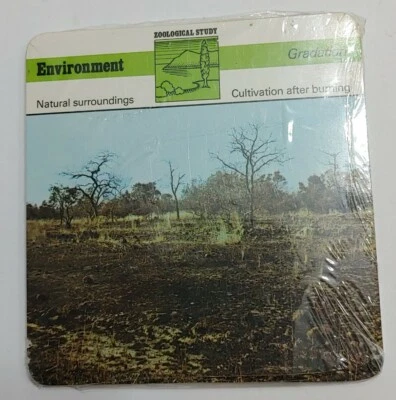 ZOOLOGICAL STUDY
Environment
Natural surroundings
Cultivation after burning